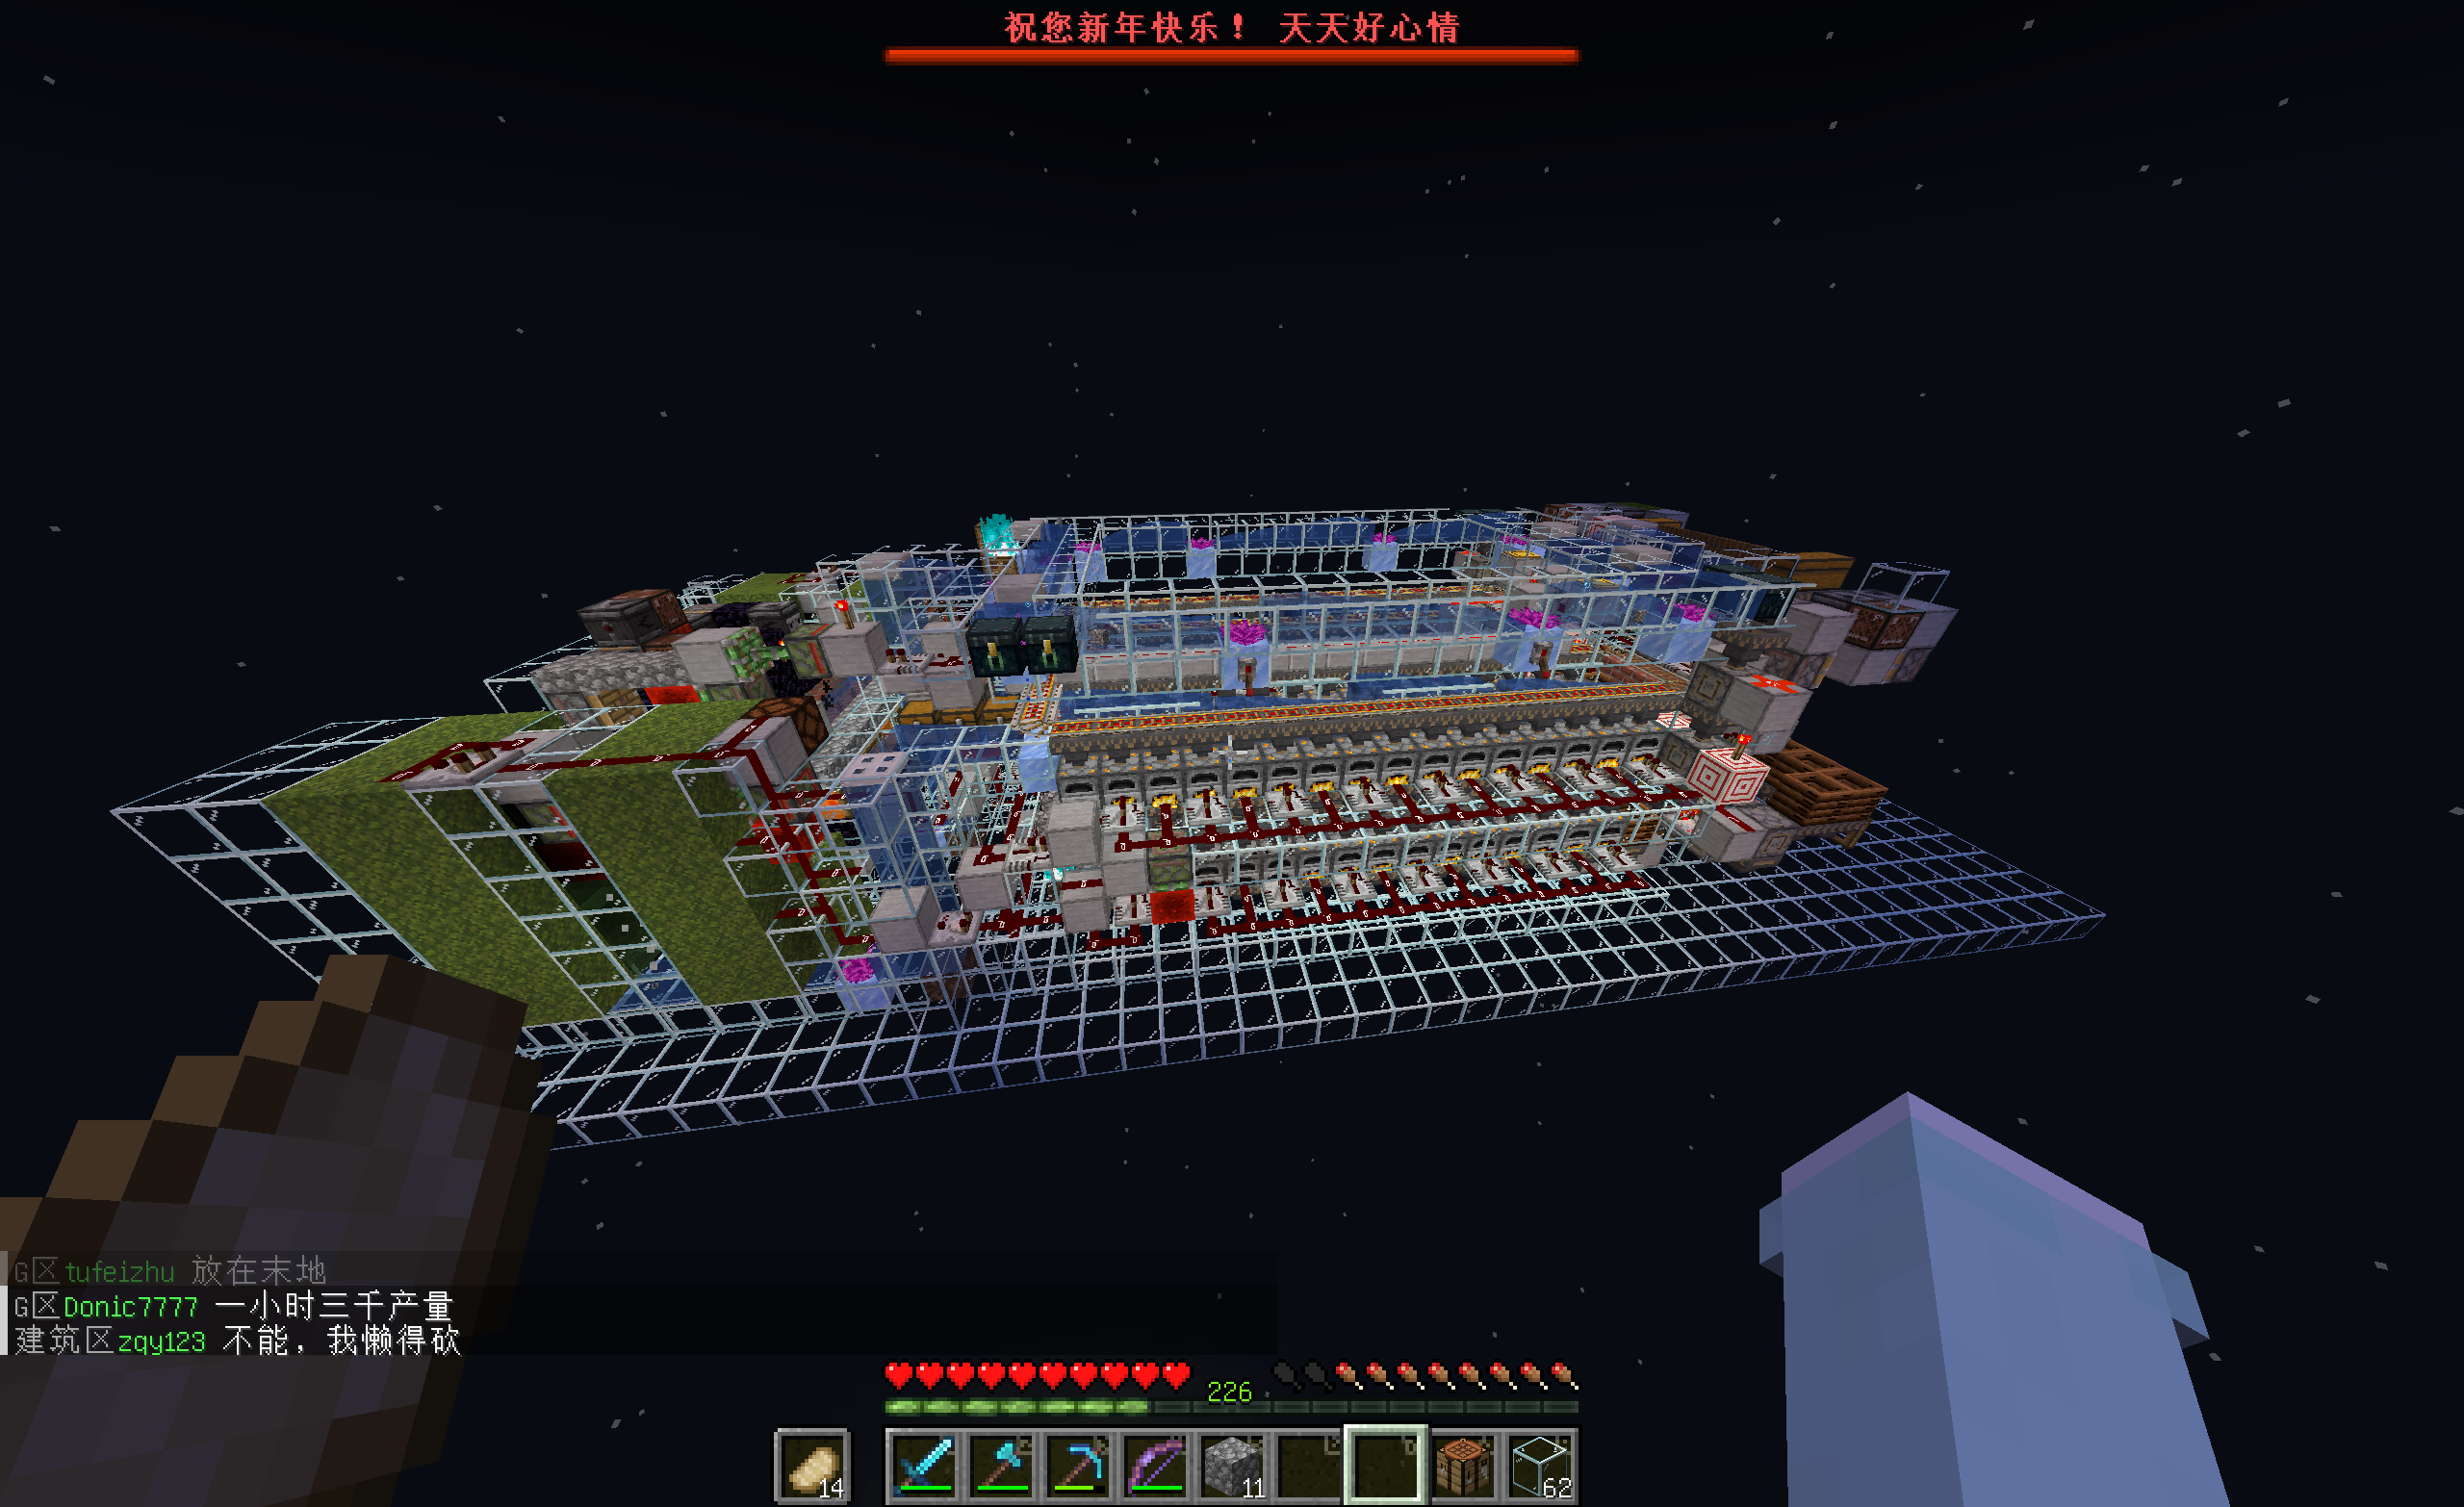 祝您新年快乐！ 天天好心情
G区tufeizhu 放在末地
G区Donic7777 一小时三千产量
建筑区zqy123 不能，我懒得砍
226
14
11
62